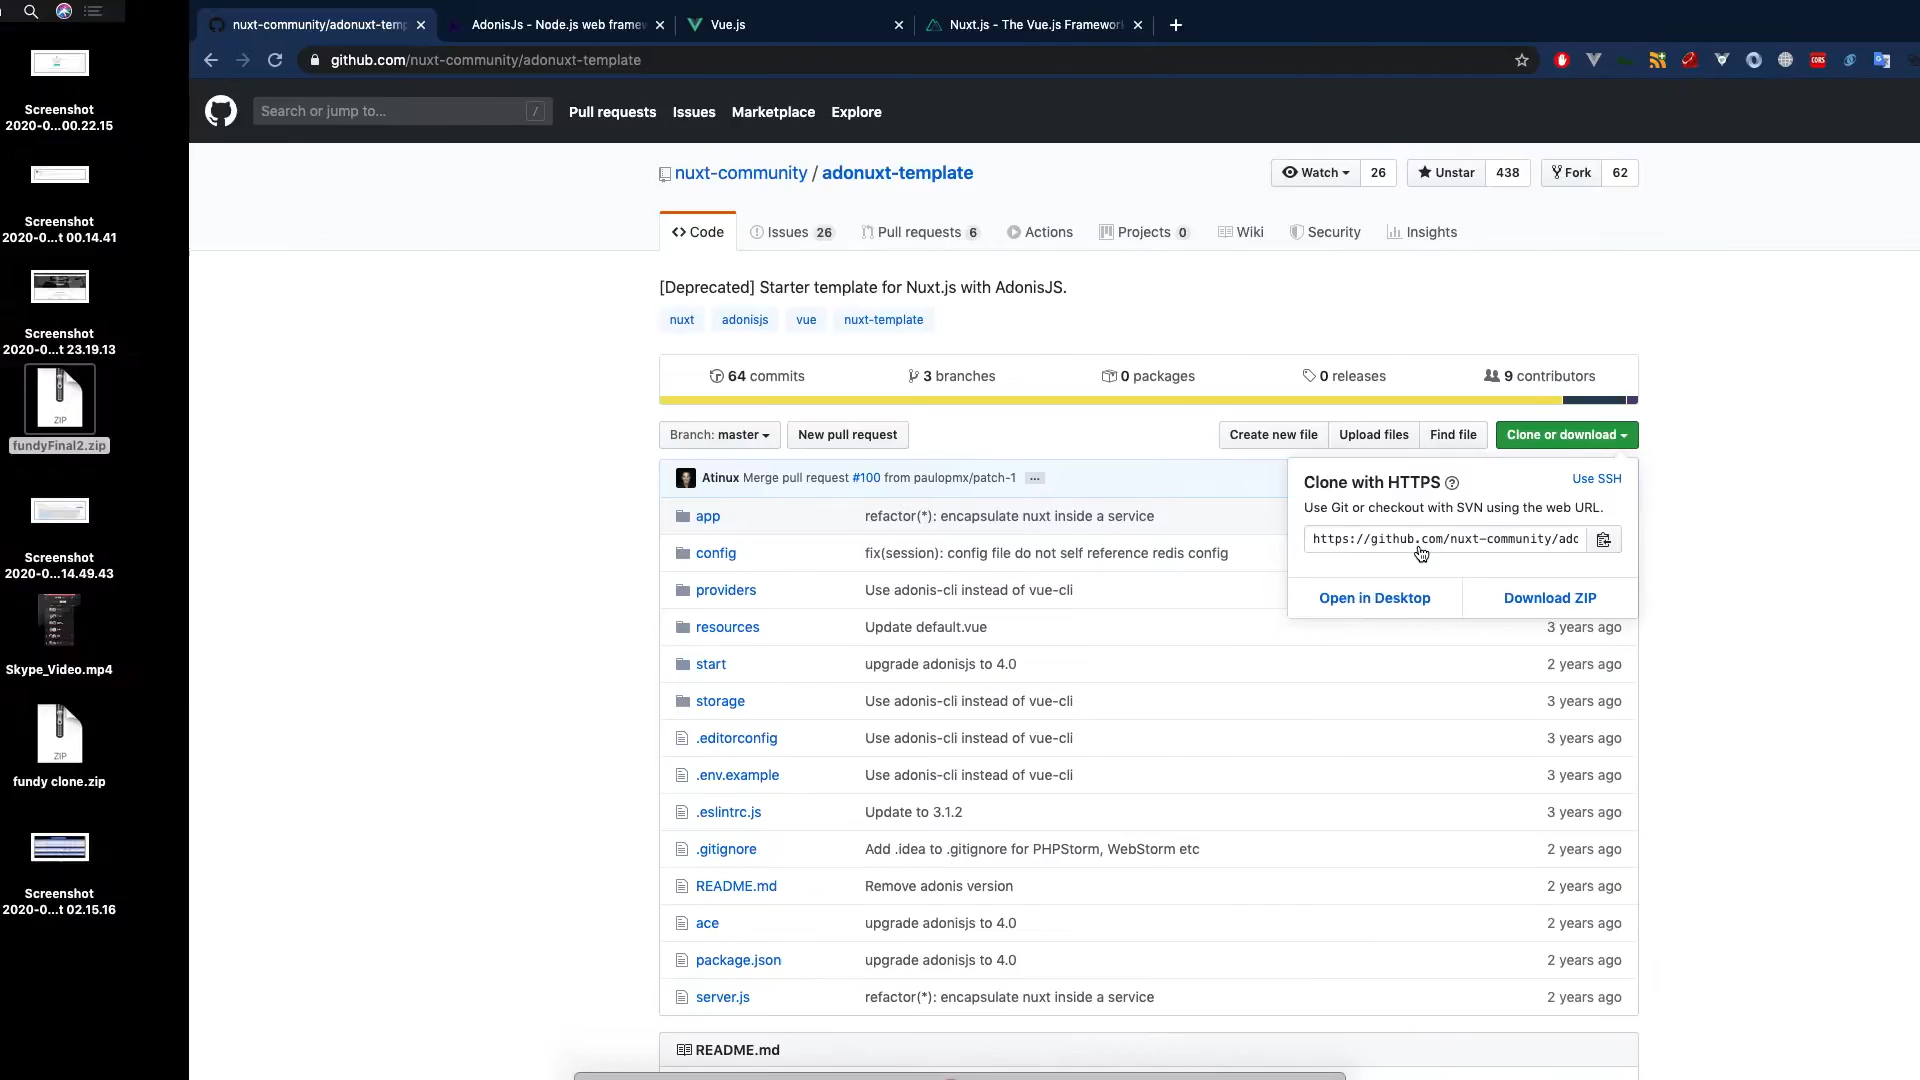 Screenshot
2020-0...00.22.15
Screenshot
2020-0...t 00.14.41
Screenshot
2020-0...t 23.19.13
ZIP
fundyFinal2.zip
Screenshot
2020-0...14.49.43
Skype_Video.mp4
ZIP
fundy clone.zip
Screenshot
2020-0...t 02.15.16
nuxt-community/adonuxt-temp
AdonisJs - Node.js web framew
Vue.js
Nuxt.js - The Vue.js Framework
github.com/nuxt-community/adonuxt-template
CORS
Search or jump to... /
Pull requests Issues Marketplace Explore
nuxt-community / adonuxt-template
Watch 26 Unstar 438 Fork 62
Code Issues 26 Pull requests 6 Actions Projects 0 Wiki Security Insights
[Deprecated] Starter template for Nuxt.js with AdonisJS.
nuxt adonisjs vue nuxt-template
64 commits 3 branches 0 packages 0 releases 9 contributors
Branch: master New pull request Create new file Upload files Find file Clone or download
Atinux Merge pull request #100 from paulopmx/patch-1 ...
Clone with HTTPS ? Use SSH
Use Git or checkout with SVN using the web URL.
https://github.com/nuxt-community/adc
Open in Desktop Download ZIP
app refactor(*): encapsulate nuxt inside a service
config fix(session): config file do not self reference redis config
providers Use adonis-cli instead of vue-cli
resources Update default.vue 3 years ago
start upgrade adonisjs to 4.0 2 years ago
storage Use adonis-cli instead of vue-cli 3 years ago
.editorconfig Use adonis-cli instead of vue-cli 3 years ago
.env.example Use adonis-cli instead of vue-cli 3 years ago
.eslintrc.js Update to 3.1.2 3 years ago
.gitignore Add .idea to .gitignore for PHPStorm, WebStorm etc 2 years ago
README.md Remove adonis version 2 years ago
ace upgrade adonisjs to 4.0 2 years ago
package.json upgrade adonisjs to 4.0 2 years ago
server.js refactor(*): encapsulate nuxt inside a service 2 years ago
README.md